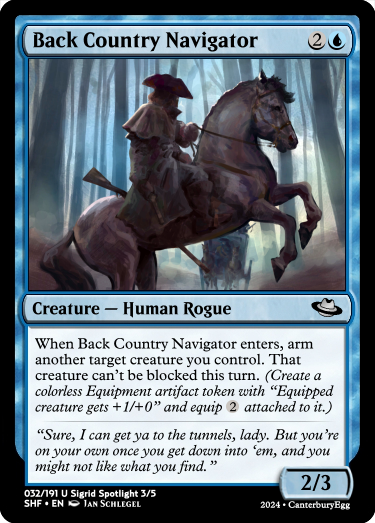 Back Country Navigator 2
Creature — Human Rogue
When Back Country Navigator enters, arm
another target creature you control. That
creature can't be blocked this turn. (Create a
colorless Equipment artifact token with "Equipped
creature gets +1/+0" and equip 2 attached to it.)
"Sure, I can get ya to the tunnels, lady. But you're
on your own once you get down into 'em, and you
might not like what you find."
2/3
032/191 U Sigrid Spotlight 3/5
SHF • EN Ian Schlegel
2024 • CanterburyEgg